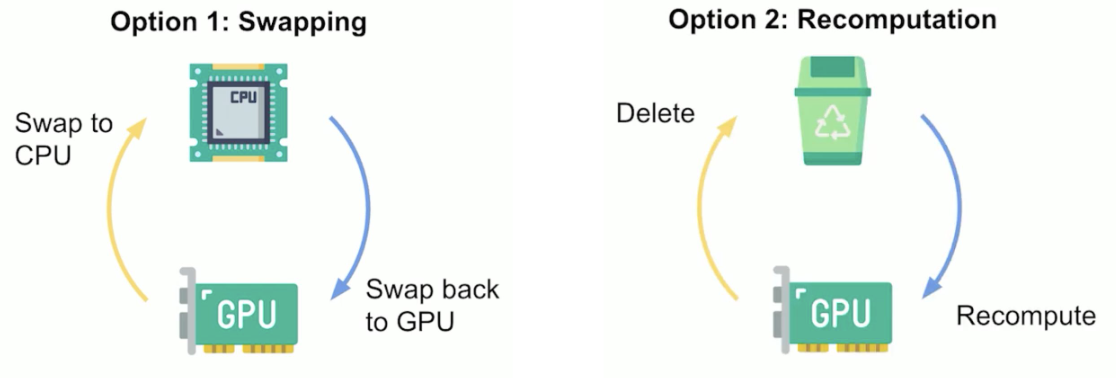 Option 1: Swapping
CPU
Swap to
CPU
Swap back
to GPU
GPU
Option 2: Recomputation
Delete
Recompute
GPU